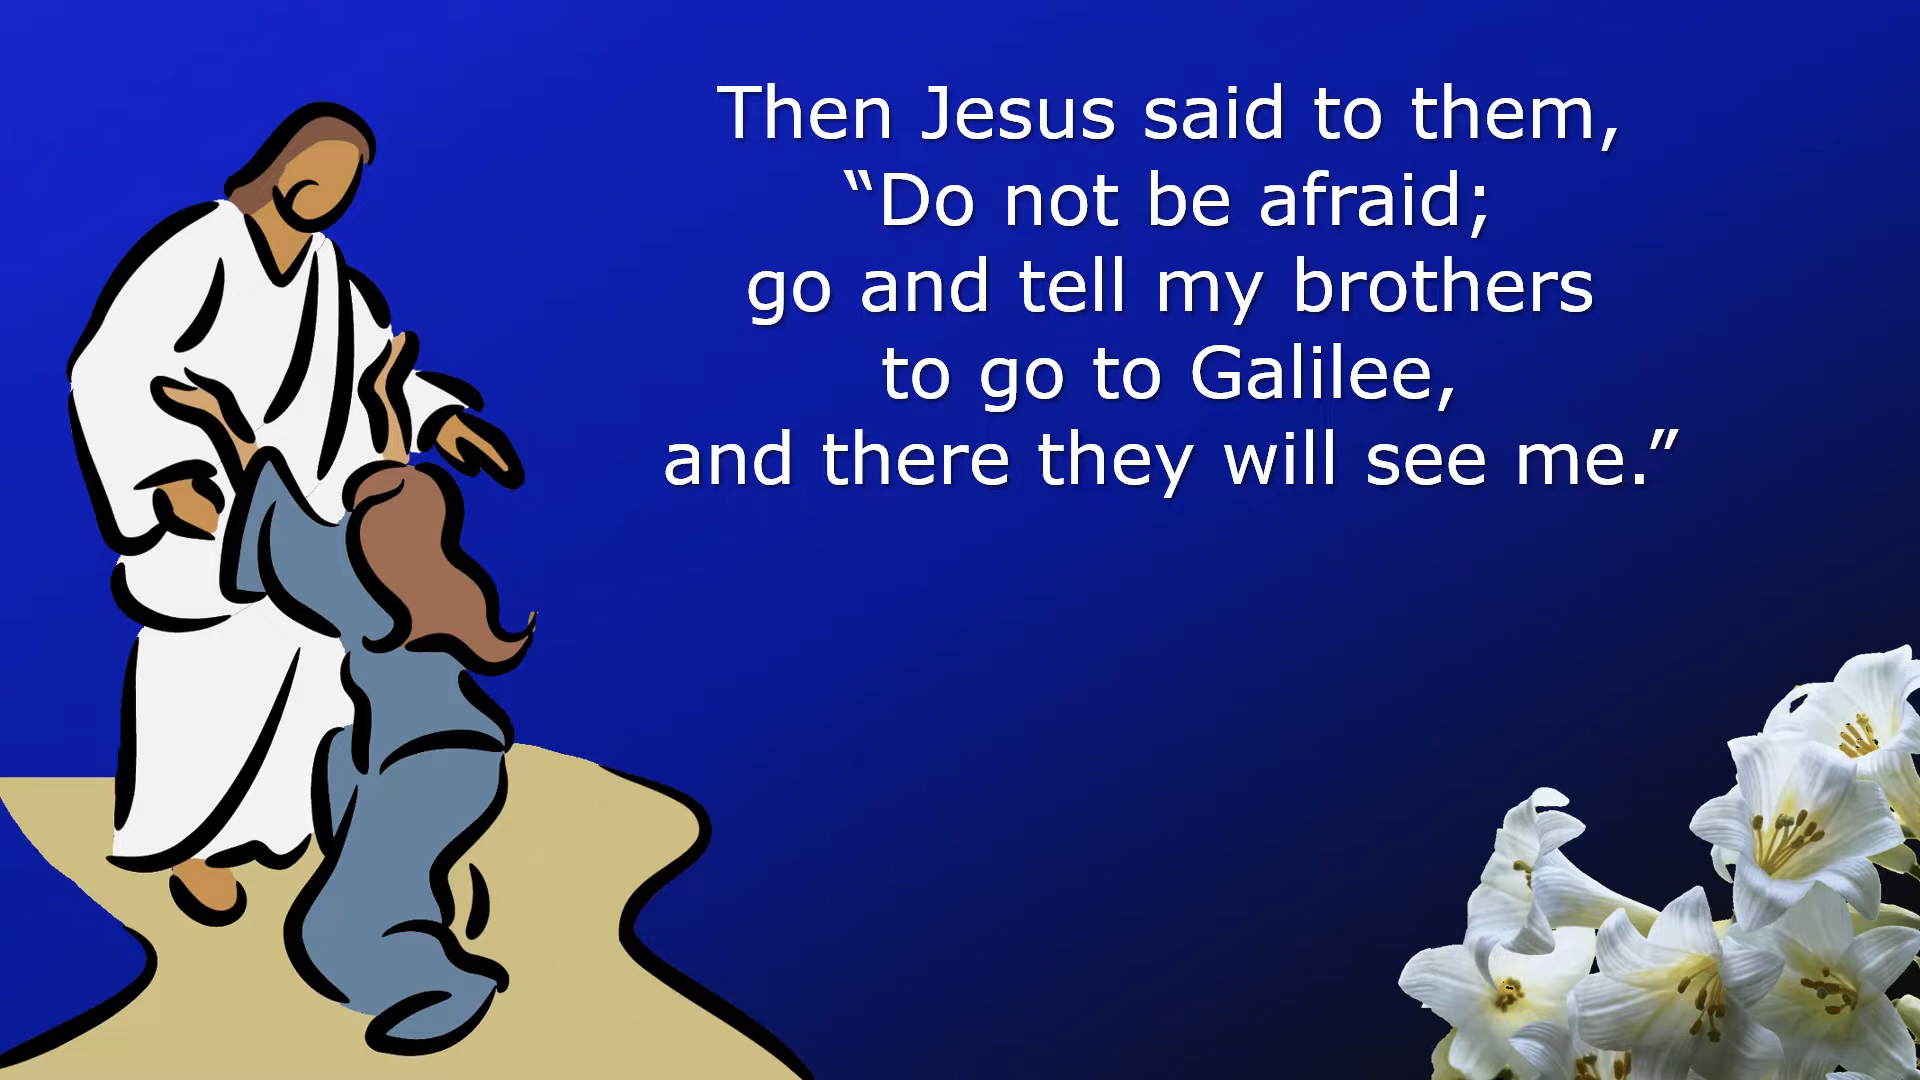 Then Jesus said to them,
“Do not be afraid;
go and tell my brothers
to go to Galilee,
and there they will see me.”